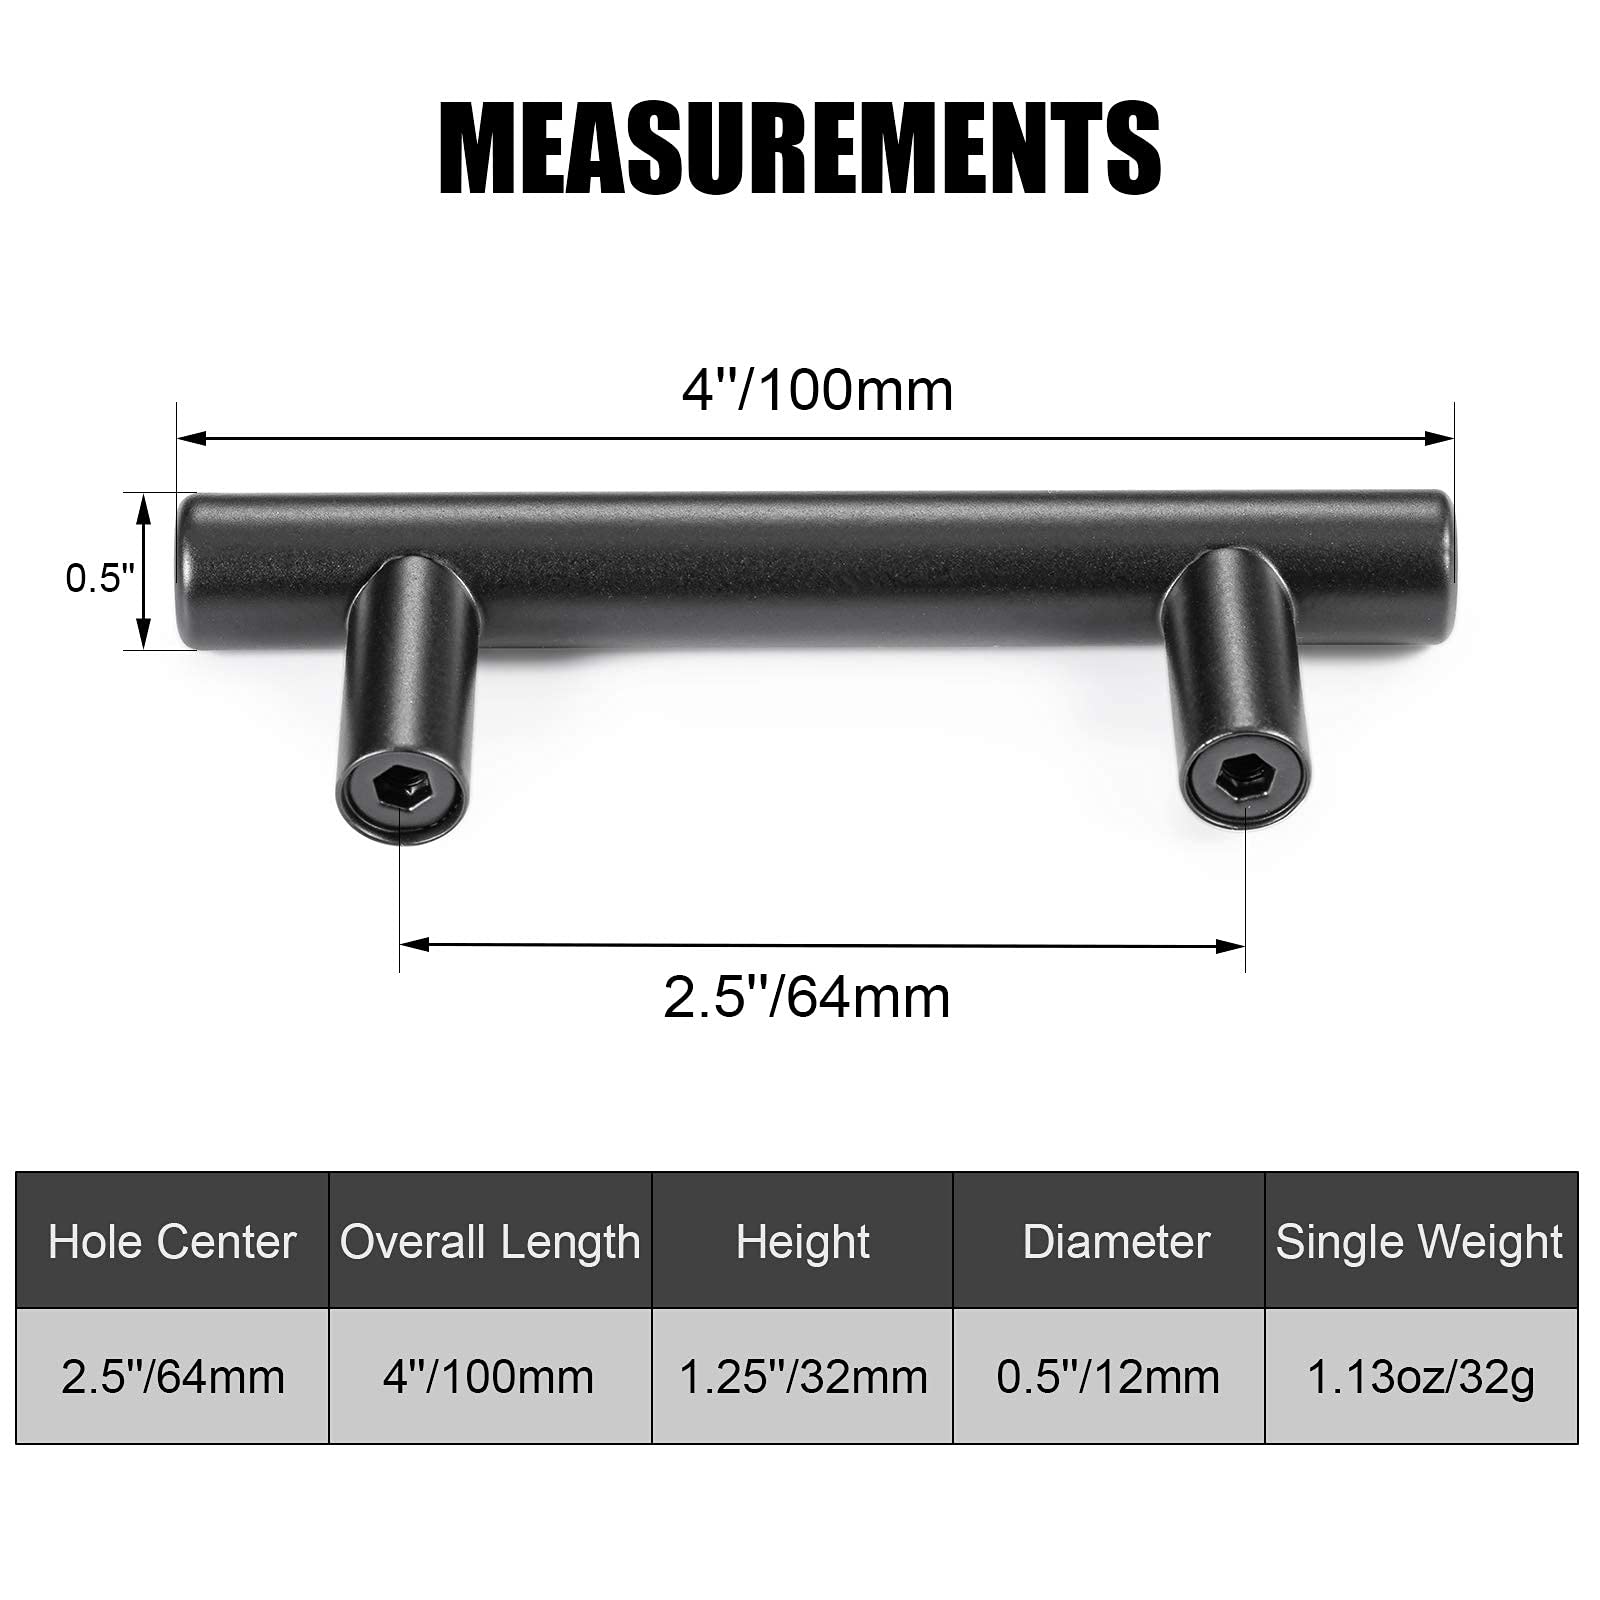 MEASUREMENTS
4"/100mm
0.5"
2.5"/64mm
Hole Center Overall Length Height Diameter Single Weight
2.5"/64mm 4"/100mm 1.25"/32mm 0.5"/12mm 1.13oz/32g